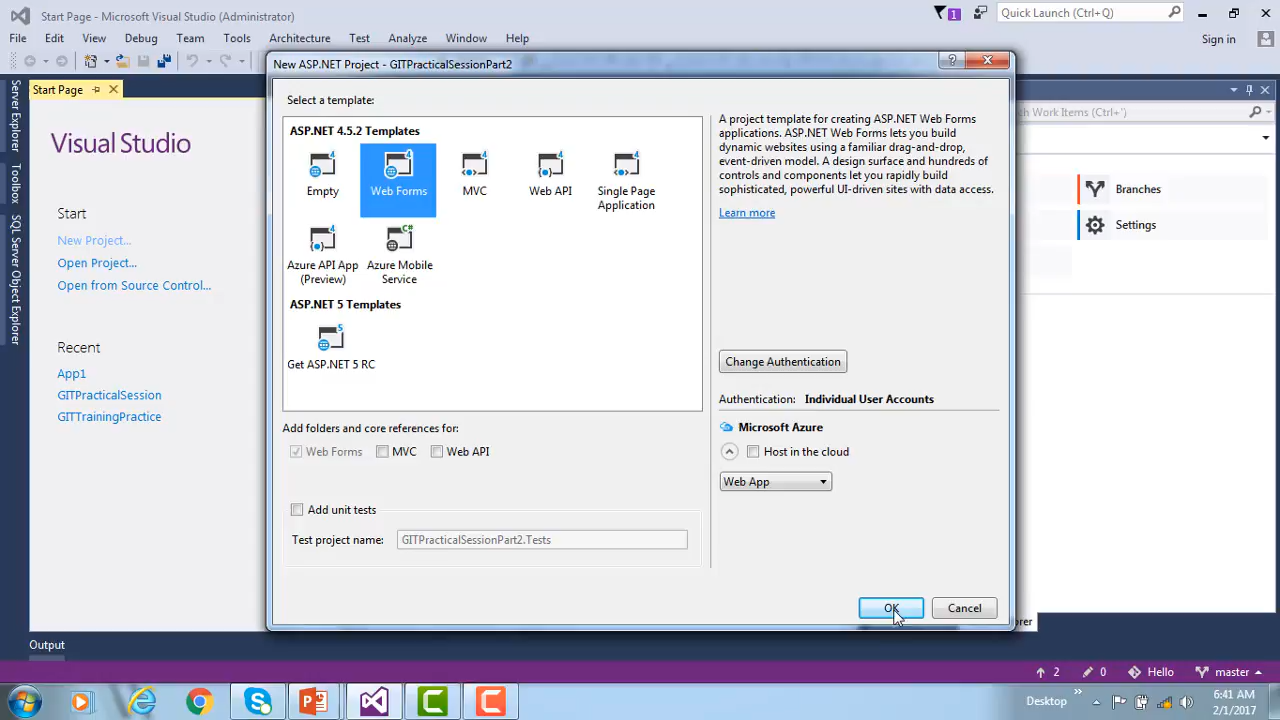 Start Page - Microsoft Visual Studio (Administrator)
1
Quick Launch (Ctrl+Q)
File Edit View Debug Team Tools Architecture Test Analyze Window Help
Sign in
New ASP.NET Project - GITPracticalSessionPart2
Start Page
Server Explorer
Toolbox
SQL Server Object Explorer
Visual Studio
Start
New Project...
Open Project...
Open from Source Control...
Recent
App1
GITPracticalSession
GITTrainingPractice
Select a template:
ASP.NET 4.5.2 Templates
Empty
Web Forms
MVC
Web API
Single Page
Application
Azure API App
(Preview)
Azure Mobile
Service
ASP.NET 5 Templates
Get ASP.NET 5 RC
Add folders and core references for:
Web Forms MVC Web API
Add unit tests
Test project name: GITPracticalSessionPart2.Tests
A project template for creating ASP.NET Web Forms
applications. ASP.NET Web Forms lets you build
dynamic websites using a familiar drag-and-drop,
event-driven model. A design surface and hundreds of
controls and components let you rapidly build
sophisticated, powerful UI-driven sites with data access.
Learn more
Change Authentication
Authentication: Individual User Accounts
Microsoft Azure
Host in the cloud
Web App
OK Cancel
Work Items (Ctrl+')
Branches
Settings
Output
2 0 Hello master
Desktop
6:41 AM
2/1/2017